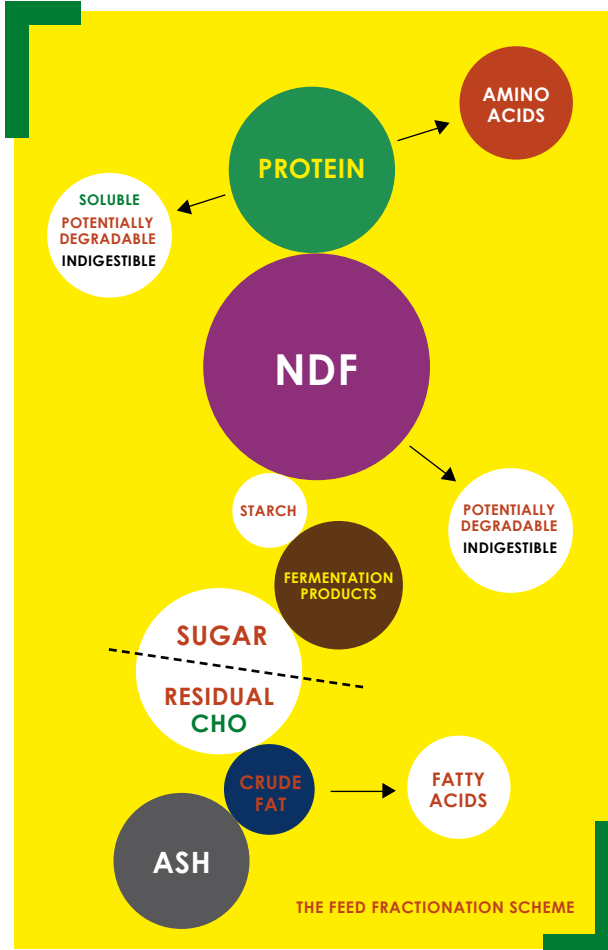 AMINO
ACIDS
PROTEIN
SOLUBLE
POTENTIALLY
DEGRADABLE
INDIGESTIBLE
NDF
STARCH
POTENTIALLY
DEGRADABLE
INDIGESTIBLE
FERMENTATION
PRODUCTS
SUGAR
RESIDUAL
CHO
CRUDE
FAT
FATTY
ACIDS
ASH
THE FEED FRACTIONATION SCHEME